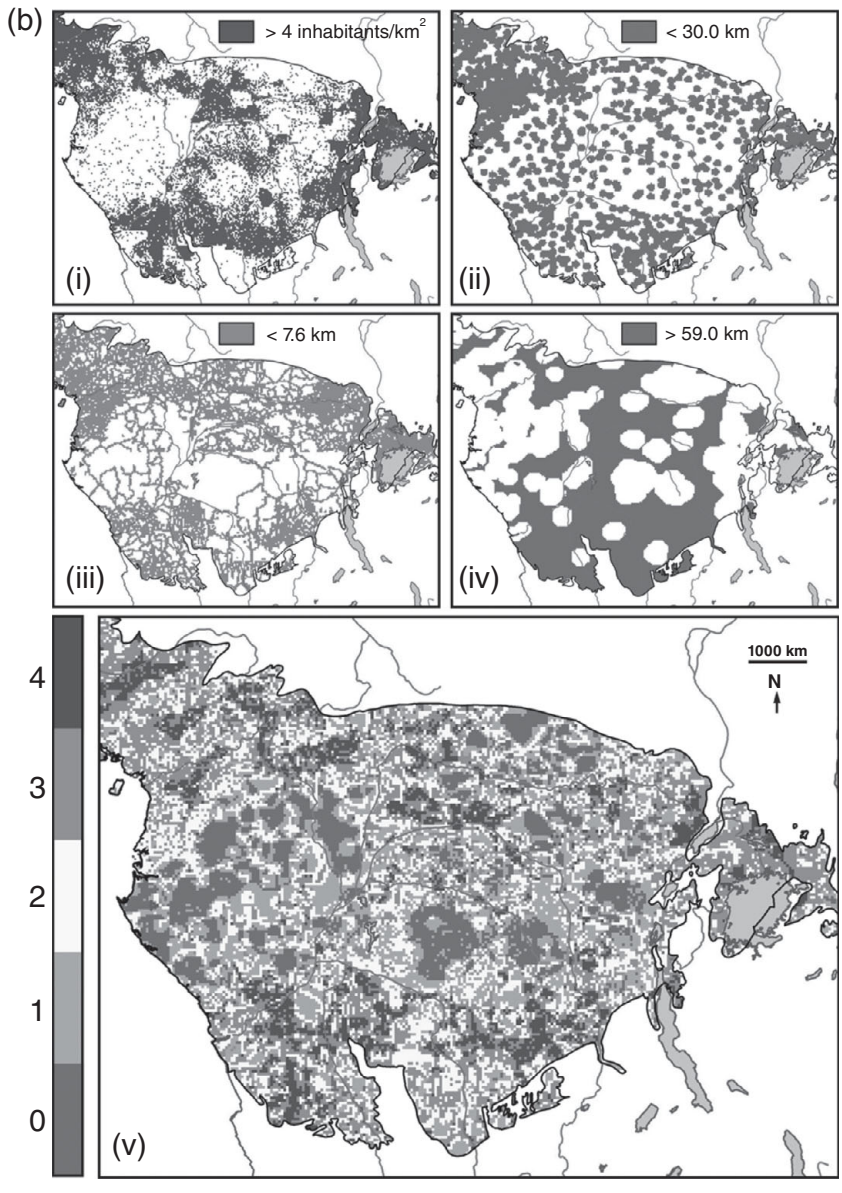 (b)
> 4 inhabitants/km²
(i)
< 30.0 km
(ii)
< 7.6 km
(iii)
> 59.0 km
(iv)
4
3
2
1
0
1000 km
N
(v)